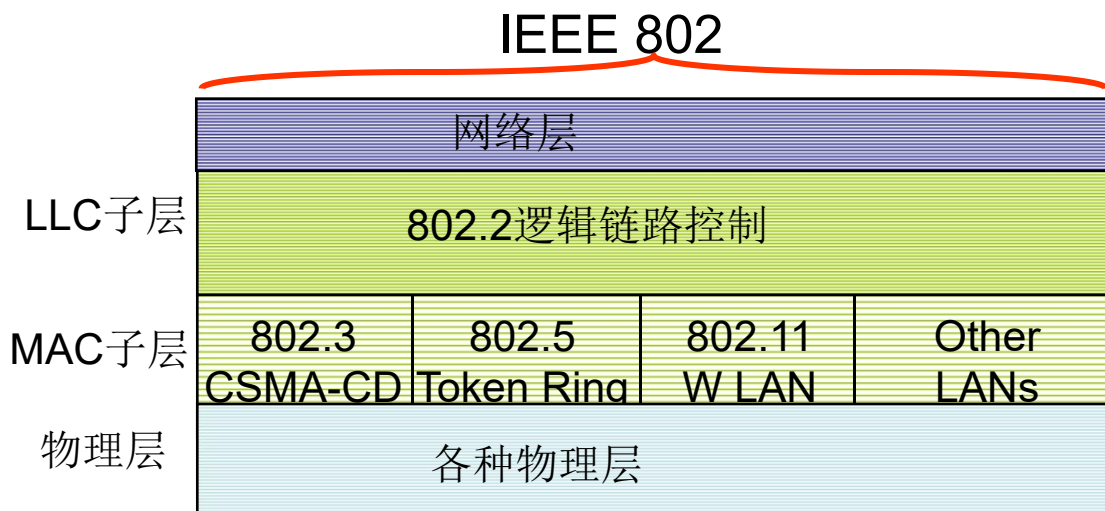 IEEE 802
网络层
LLC子层
802.2逻辑链路控制
MAC子层
802.3
CSMA-CD
802.5
Token Ring
802.11
W LAN
Other
LANs
物理层
各种物理层